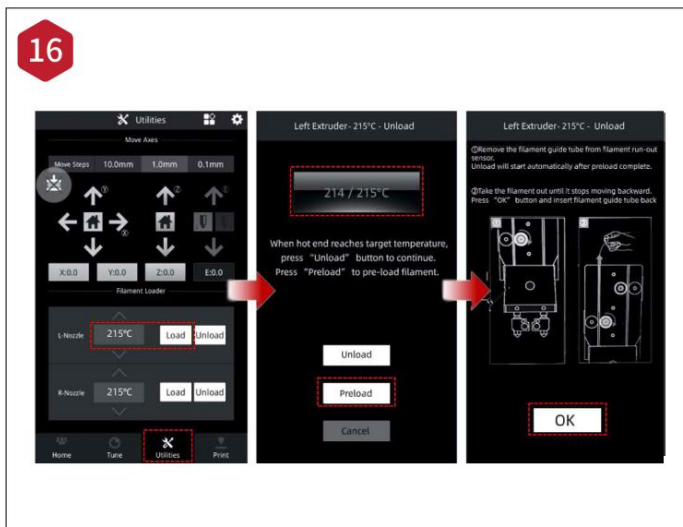 16
Utilities
Move Axes
Move Steps 10.0mm 1.0mm 0.1mm
Y
Z
E
X
X:0.0 Y:0.0 Z:0.0 E:0.0
Filament Loader
L-Nozzle 215℃ Load Unload
R-Nozzle 215℃ Load Unload
Home Tune Utilities Print
Left Extruder- 215℃ - Unload
214 / 215℃
When hot end reaches target temperature,
press “Unload” button to continue.
Press “Preload” to pre-load filament.
Unload
Preload
Cancel
Left Extruder- 215℃ - Unload
①Remove the filament guide tube from filament run-out
sensor.
Unload will start automatically after preload complete.
②Take the filament out until it stops moving backward.
Press “OK” button and insert filament guide tube back
① ②
OK